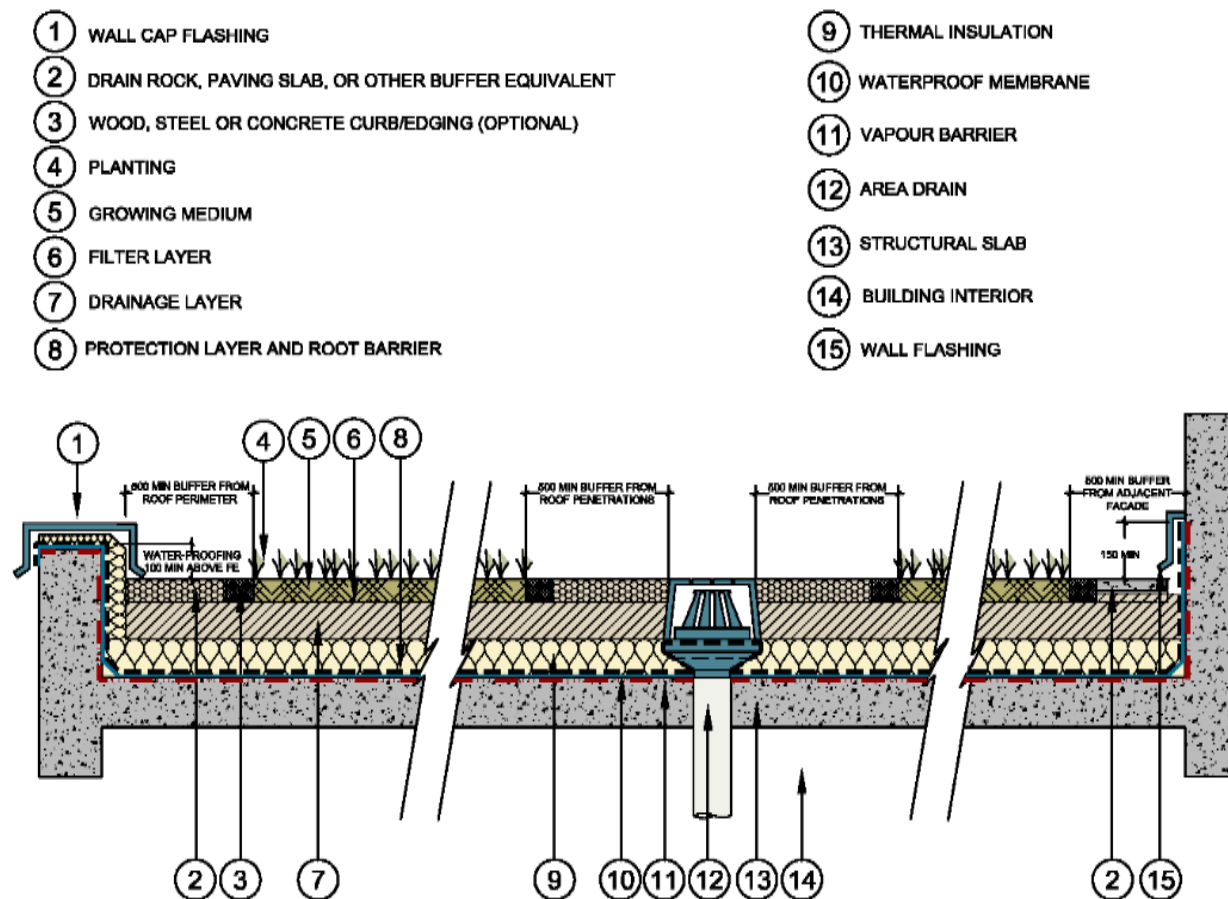 1 WALL CAP FLASHING
2 DRAIN ROCK, PAVING SLAB, OR OTHER BUFFER EQUIVALENT
3 WOOD, STEEL OR CONCRETE CURB/EDGING (OPTIONAL)
4 PLANTING
5 GROWING MEDIUM
6 FILTER LAYER
7 DRAINAGE LAYER
8 PROTECTION LAYER AND ROOT BARRIER
9 THERMAL INSULATION
10 WATERPROOF MEMBRANE
11 VAPOUR BARRIER
12 AREA DRAIN
13 STRUCTURAL SLAB
14 BUILDING INTERIOR
15 WALL FLASHING
1
4 5 6 8
500 MIN BUFFER FROM
ROOF PERIMETER
500 MIN BUFFER FROM
ROOF PENETRATIONS
500 MIN BUFFER FROM
ROOF PENETRATIONS
500 MIN BUFFER
FROM ADJACENT
FACADE
WATER-PROOFING
100 MIN ABOVE FE
150 MIN
2 3 7 9 10 11 12 13 14 2 15